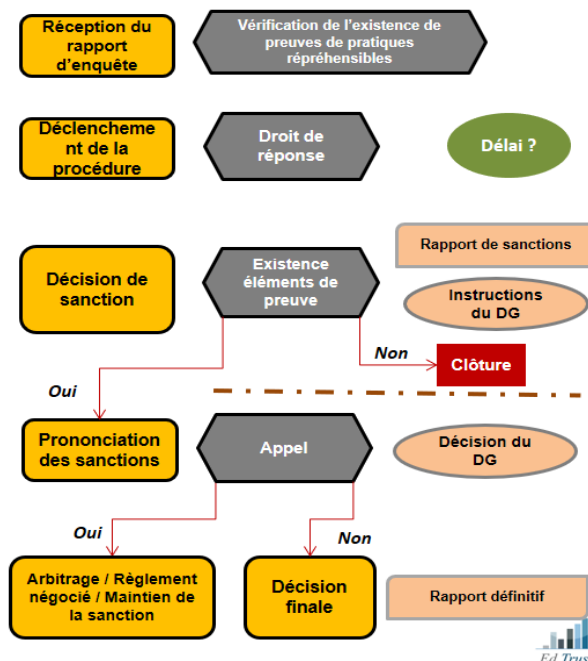 Réception du
rapport
d'enquête
Vérification de l'existence de
preuves de pratiques
répréhensibles
Déclencheme
nt de la
procédure
Droit de
réponse
Délai ?
Décision de
sanction
Existence
éléments de
preuve
Rapport de sanctions
Instructions
du DG
Non
Clôture
Oui
Prononciation
des sanctions
Appel
Décision du
DG
Oui
Non
Arbitrage / Règlement
négocié / Maintien de
la sanction
Décision
finale
Rapport définitif
Ed Trus